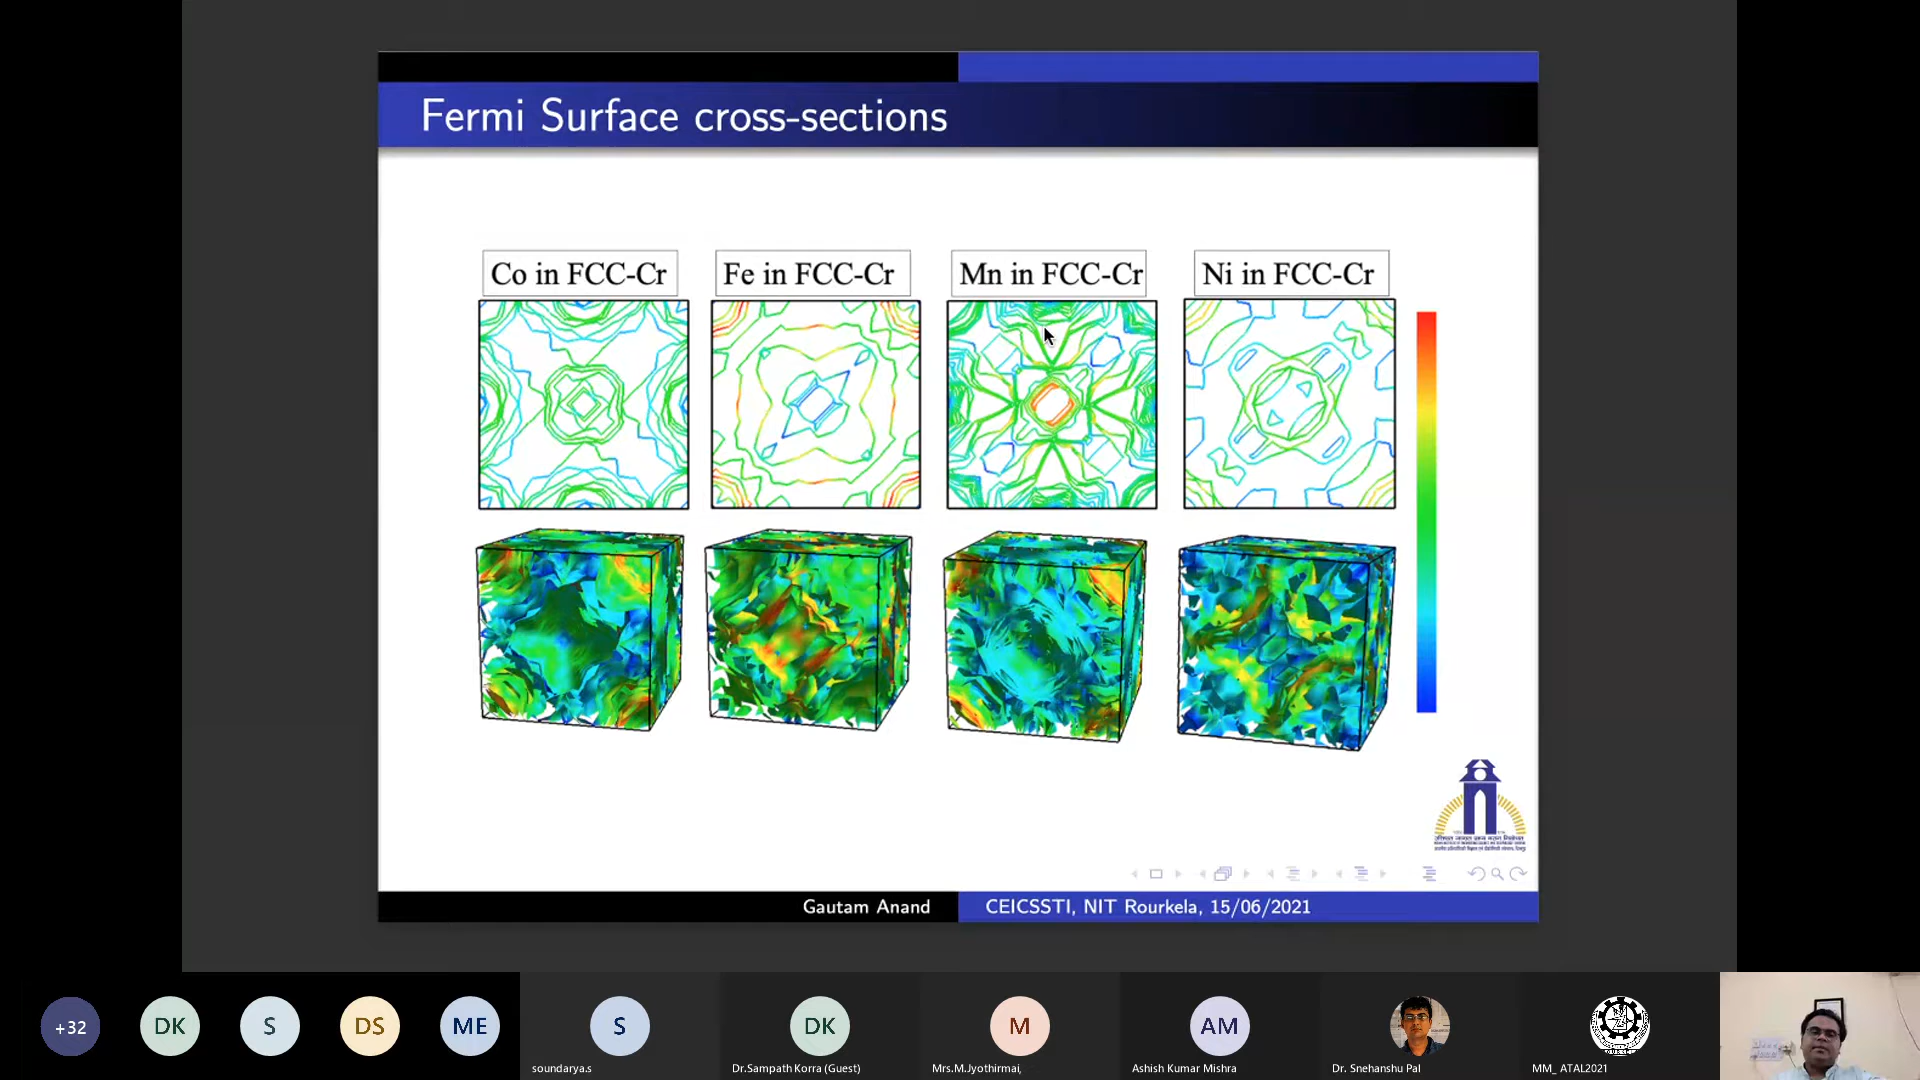 Fermi Surface cross-sections
Co in FCC-Cr
Fe in FCC-Cr
Mn in FCC-Cr
Ni in FCC-Cr
Gautam Anand
CEICSSTI, NIT Rourkela, 15/06/2021
+32
DK
S
DS
ME
S
DK
M
AM
soundarya.s
Dr.Sampath Korra (Guest)
Mrs.M.Jyothirmai,
Ashish Kumar Mishra
Dr. Snehanshu Pal
MM_ ATAL2021